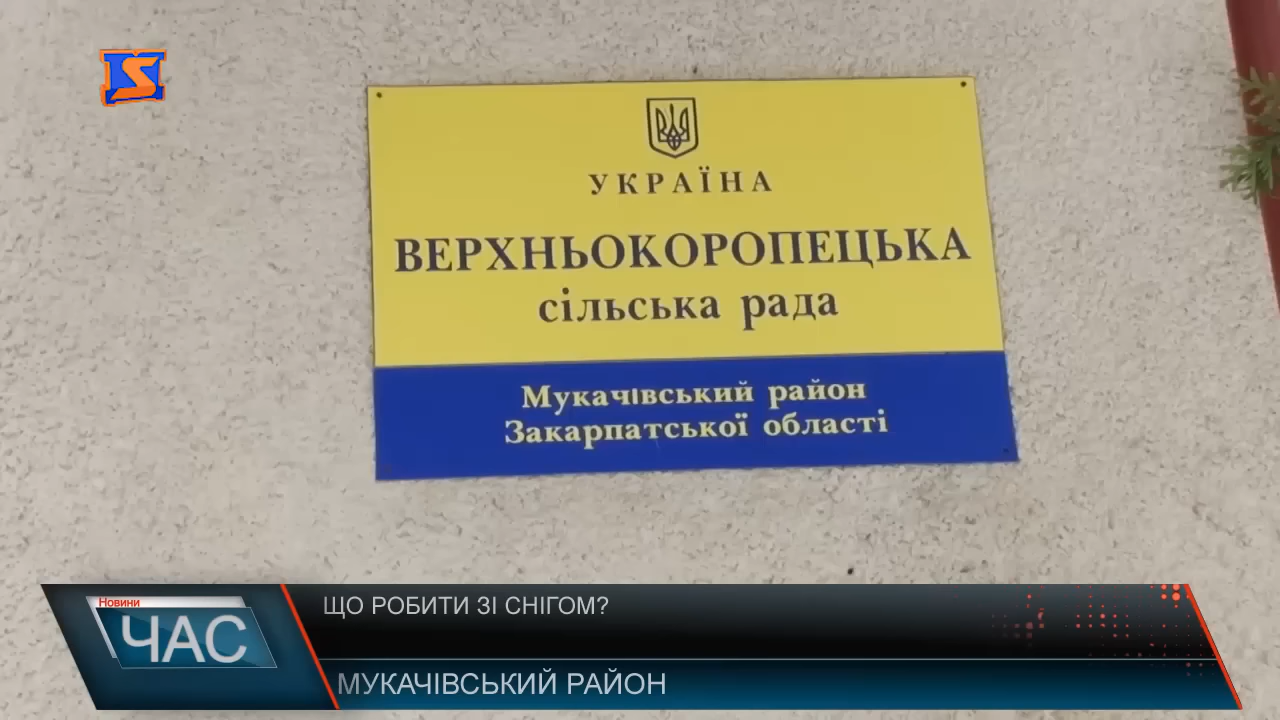 УКРАЇНА
ВЕРХНЬОКОРОПЕЦЬКА
сільська рада
Мукачівський район
Закарпатської області
Новини
ЧАС
ЩО РОБИТИ ЗІ СНІГОМ?
МУКАЧІВСЬКИЙ РАЙОН